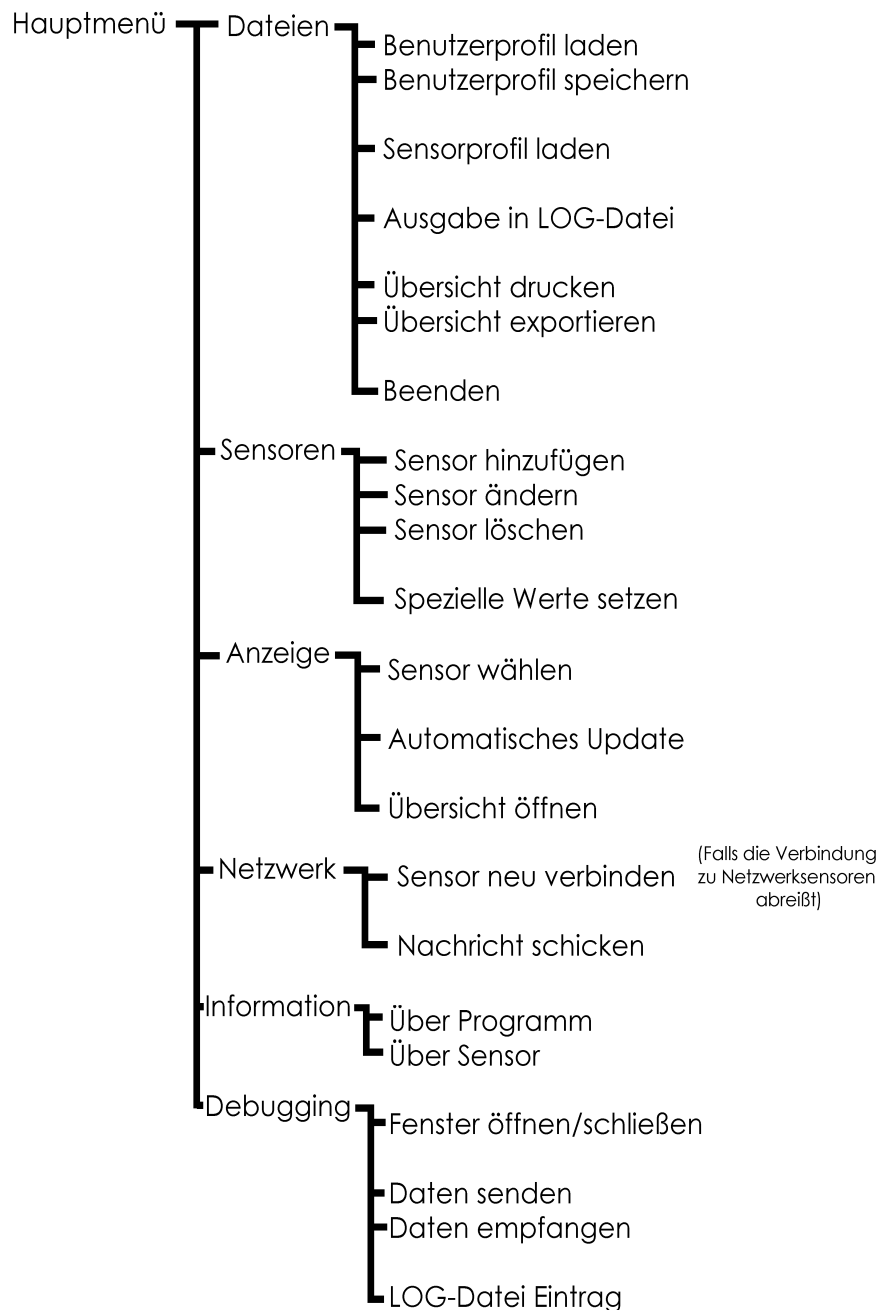 Hauptmenü
Dateien
Benutzerprofil laden
Benutzerprofil speichern
Sensorprofil laden
Ausgabe in LOG-Datei
Übersicht drucken
Übersicht exportieren
Beenden
Sensoren
Sensor hinzufügen
Sensor ändern
Sensor löschen
Spezielle Werte setzen
Anzeige
Sensor wählen
Automatisches Update
Übersicht öffnen
Netzwerk
Sensor neu verbinden
(Falls die Verbindung
zu Netzwerksensoren
abreißt)
Nachricht schicken
Information
Über Programm
Über Sensor
Debugging
Fenster öffnen/schließen
Daten senden
Daten empfangen
LOG-Datei Eintrag